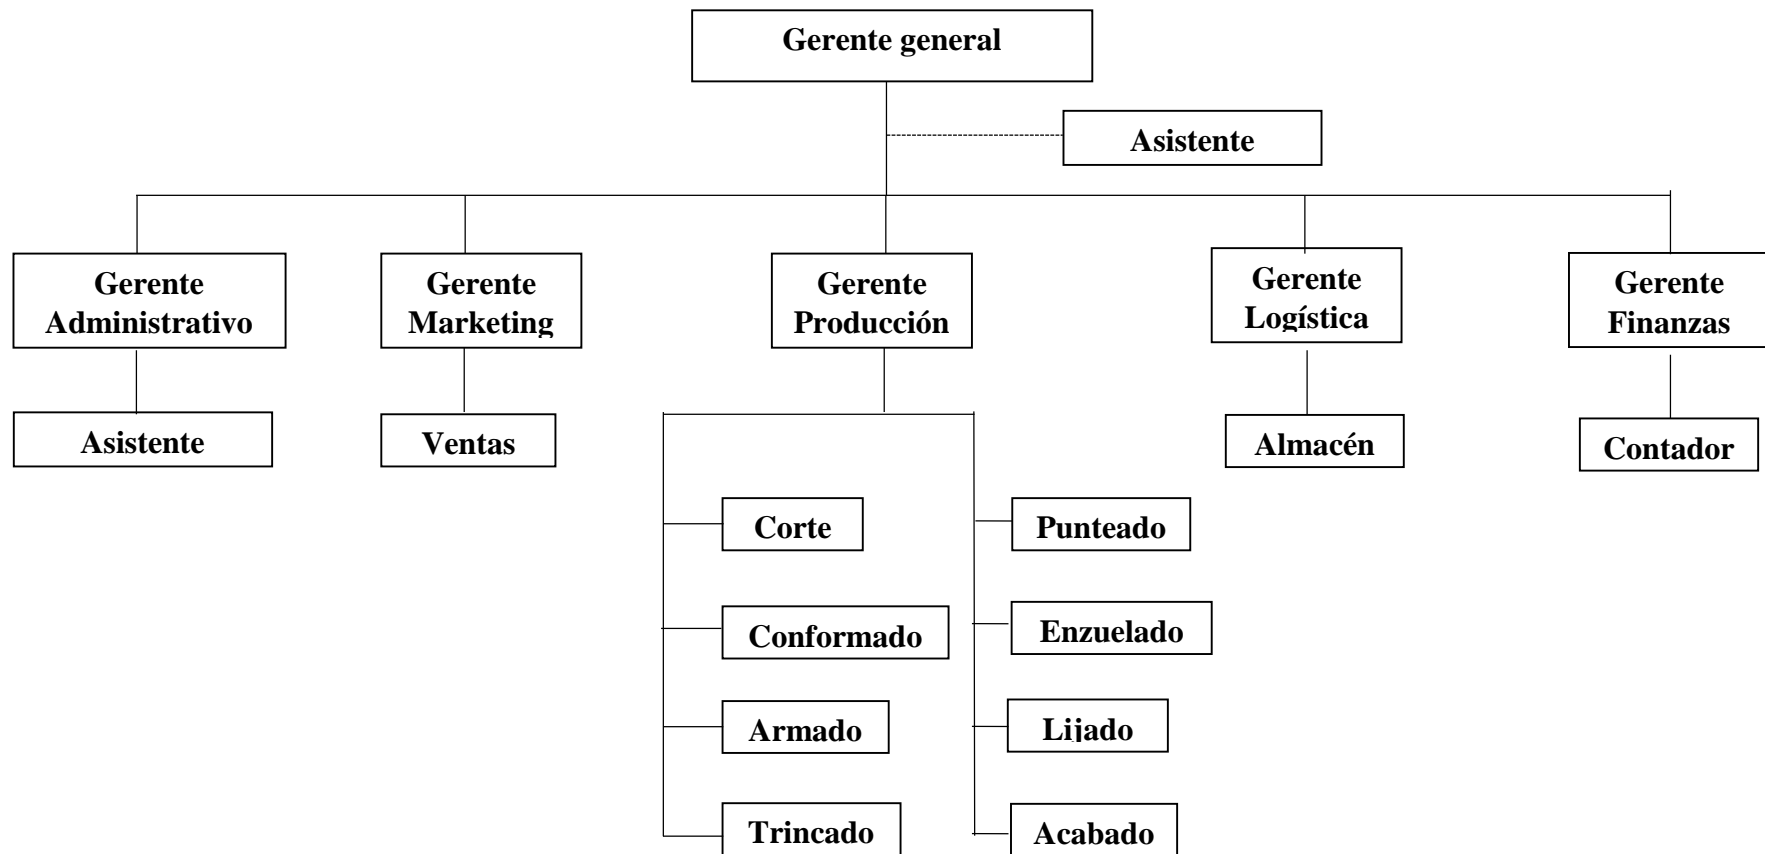 Gerente general
Asistente
Gerente
Administrativo
Gerente
Marketing
Gerente
Producción
Gerente
Logística
Gerente
Finanzas
Asistente
Ventas
Almacén
Contador
Corte
Punteado
Conformado
Enzuelado
Armado
Lijado
Trincado
Acabado